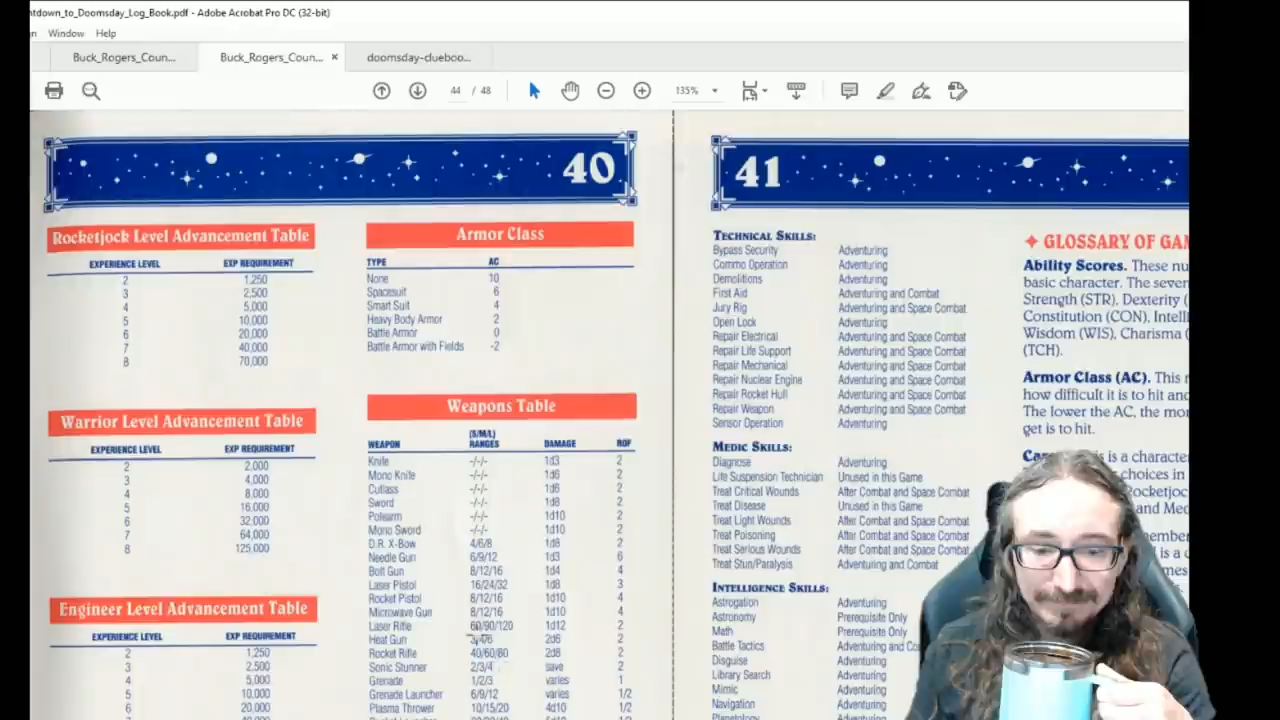 ntdown_to_Doomsday_Log_Book.pdf - Adobe Acrobat Pro DC (32-bit)
Window Help
Buck_Rogers_Coun... Buck_Rogers_Coun... × doomsday-clueboo...
44 / 48 135%
40
Rocketjock Level Advancement Table
EXPERIENCE LEVEL EXP REQUIREMENT
2 1,250
3 2,500
4 5,000
5 10,000
6 20,000
7 40,000
8 70,000
Warrior Level Advancement Table
EXPERIENCE LEVEL EXP REQUIREMENT
2 2,000
3 4,000
4 8,000
5 16,000
6 32,000
7 64,000
8 125,000
Engineer Level Advancement Table
EXPERIENCE LEVEL EXP REQUIREMENT
2 1,250
3 2,500
4 5,000
5 10,000
6 20,000
Armor Class
TYPE AC
None 10
Spacesuit 6
Smart Suit 4
Heavy Body Armor 2
Battle Armor 0
Battle Armor with Fields -2
Weapons Table
WEAPON (S/M/L) RANGES DAMAGE ROF
Knife -/-/- 1d3 2
Mono Knife -/-/- 1d6 2
Cutlass -/-/- 1d6 2
Sword -/-/- 1d8 2
Polearm -/-/- 1d10 2
Mono Sword -/-/- 1d10 2
D.R. X-Bow 4/6/8 1d8 2
Needle Gun 6/9/12 1d3 6
Bolt Gun 8/12/16 1d4 4
Laser Pistol 16/24/32 1d8 3
Rocket Pistol 8/12/16 1d10 4
Microwave Gun 8/12/16 1d10 4
Laser Rifle 60/90/120 1d12 2
Heat Gun 2d6 2
Rocket Rifle 40/60/80 2d8 2
Sonic Stunner 2/3/4 save 2
Grenade 1/2/3 varies 1
Grenade Launcher 6/9/12 varies 1/2
Plasma Thrower 10/15/20 4d10 1/2
41
TECHNICAL SKILLS:
Bypass Security Adventuring
Commo Operation Adventuring
Demolitions Adventuring
First Aid Adventuring and Combat
Jury Rig Adventuring and Space Combat
Open Lock Adventuring
Repair Electrical Adventuring and Space Combat
Repair Life Support Adventuring and Space Combat
Repair Mechanical Adventuring and Space Combat
Repair Nuclear Engine Adventuring and Space Combat
Repair Rocket Hull Adventuring and Space Combat
Repair Weapon Adventuring and Space Combat
Sensor Operation Adventuring
MEDIC SKILLS:
Diagnose Adventuring
Life Suspension Technician Unused in this Game
Treat Critical Wounds After Combat and Space Combat
Treat Disease Unused in this Game
Treat Light Wounds After Combat and Space Combat
Treat Poisoning After Combat and Space Combat
Treat Serious Wounds After Combat and Space Combat
Treat Stun/Paralysis Adventuring and Combat
INTELLIGENCE SKILLS:
Astrogation Adventuring
Astronomy Prerequisite Only
Math Prerequisite Only
Battle Tactics Adventuring and Co
Disguise Adventuring
Library Search Adventuring
Mimic Adventuring
Navigation Adventuring
Planetology
✦ GLOSSARY OF GA
Ability Scores. These nu
basic character. The seven
Strength (STR), Dexterity (
Constitution (CON), Intell
Wisdom (WIS), Charisma (
(TCH).
Armor Class (AC). This
how difficult it is to hit and
The lower the AC, the mo
get is to hit.
is a characte
choices in
Rocketjoc
and Med